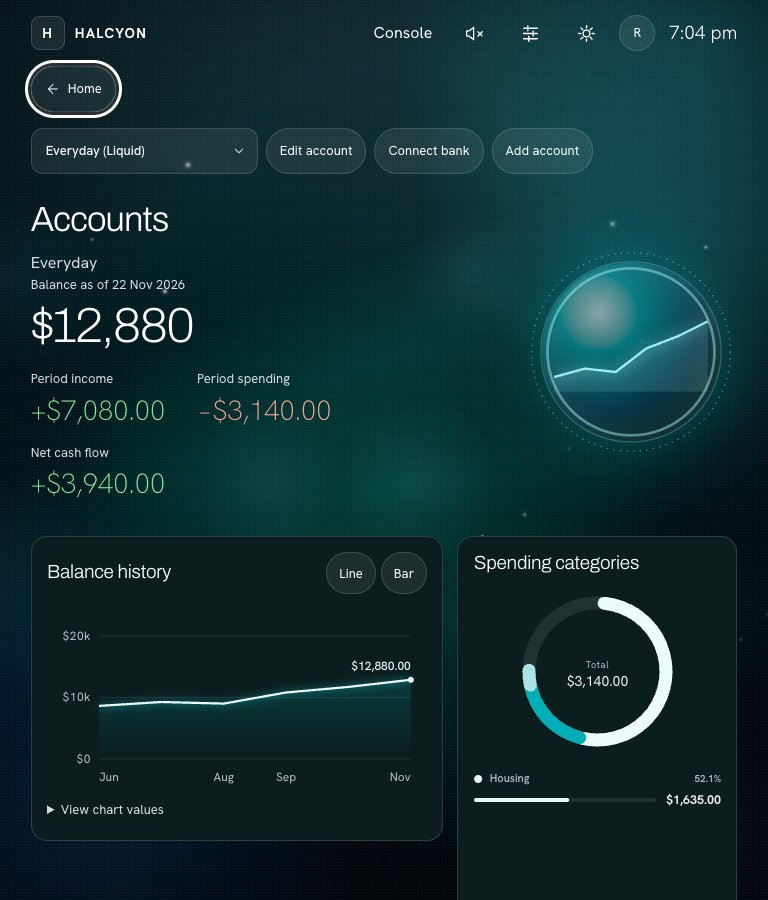 H HALCYON Console R 7:04 pm
← Home
Everyday (Liquid) Edit account Connect bank Add account
Accounts
Everyday
Balance as of 22 Nov 2026
$12,880
Period income Period spending
+$7,080.00 -$3,140.00
Net cash flow
+$3,940.00
Balance history Line Bar
$20k
$12,880.00
$10k
$0
Jun Aug Sep Nov
View chart values
Spending categories
Total
$3,140.00
Housing 52.1%
$1,635.00